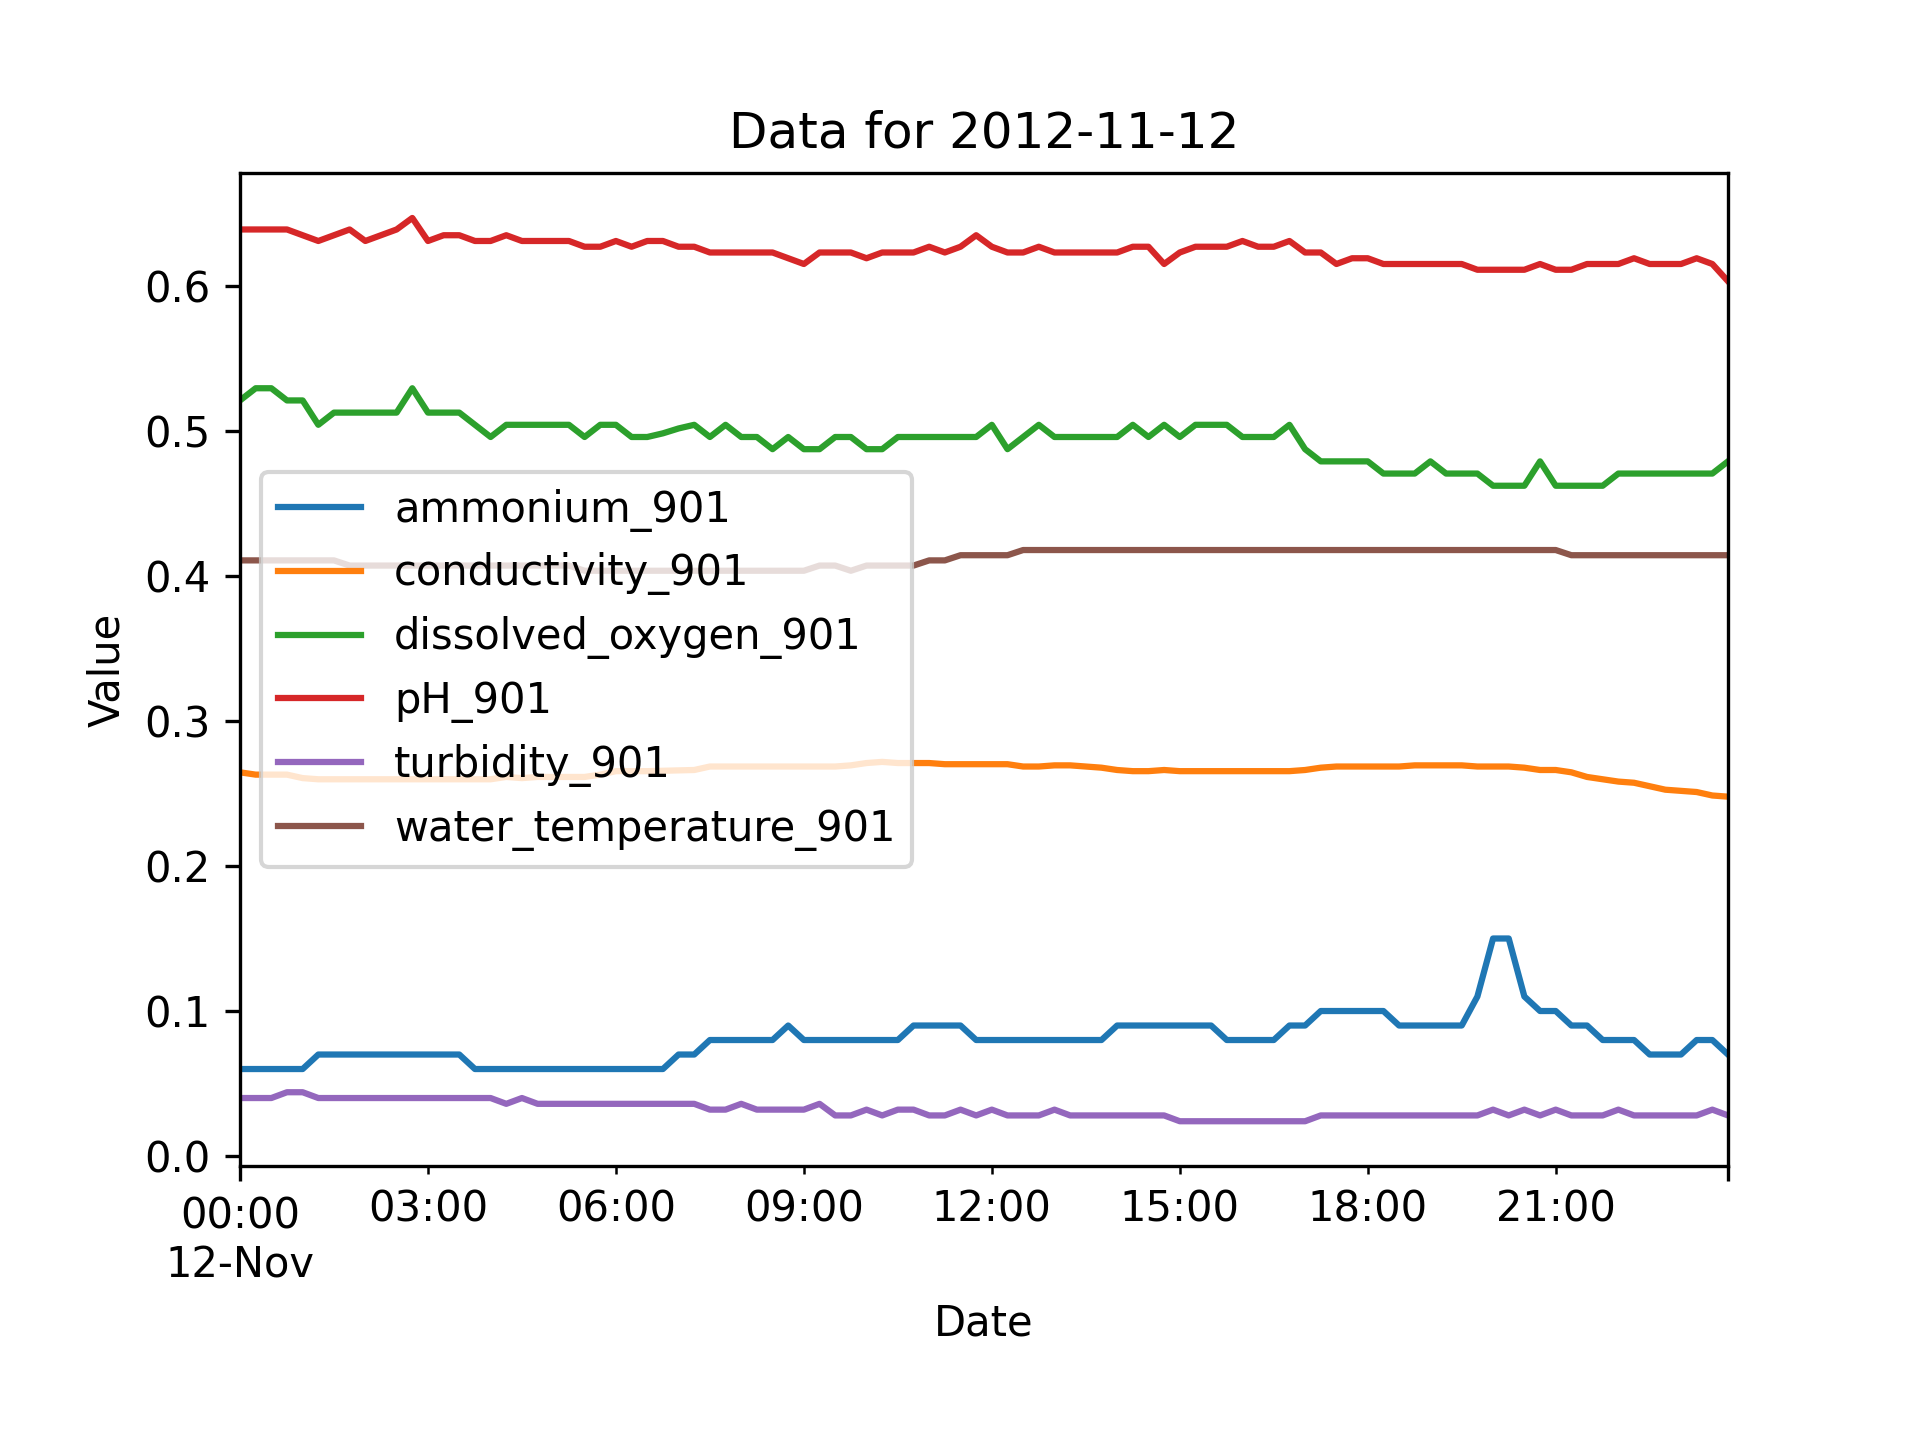 Data for 2012-11-12
Value
0.6
0.5
0.4
0.3
0.2
0.1
0.0
ammonium_901
conductivity_901
dissolved_oxygen_901
pH_901
turbidity_901
water_temperature_901
00:00 03:00 06:00 09:00 12:00 15:00 18:00 21:00
12-Nov
Date